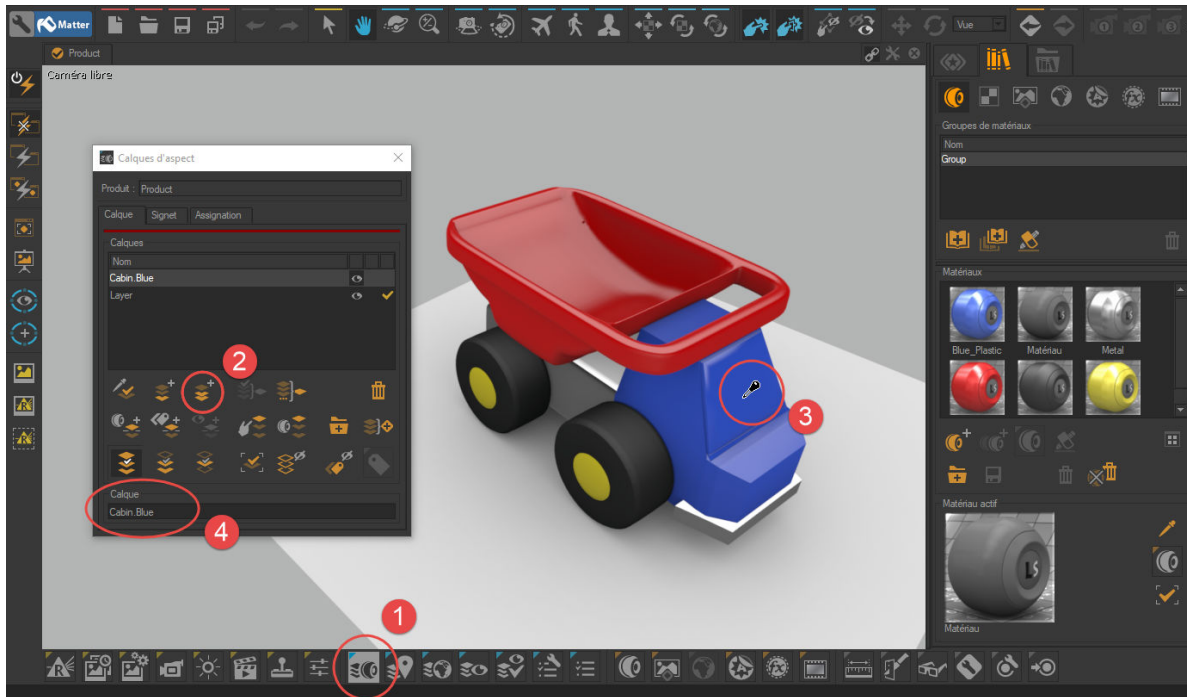 Matter
Vue
Product
Caméra libre
Calques d'aspect
Produit : Product
Calque Signet Assignation
Calques
Nom
Cabin.Blue
Layer
2
Calque
Cabin.Blue
4
3
1
Groupes de matériaux
Nom
Group
Matériaux
Blue_Plastic Matériau Metal
Matériau actif
LS
Matériau